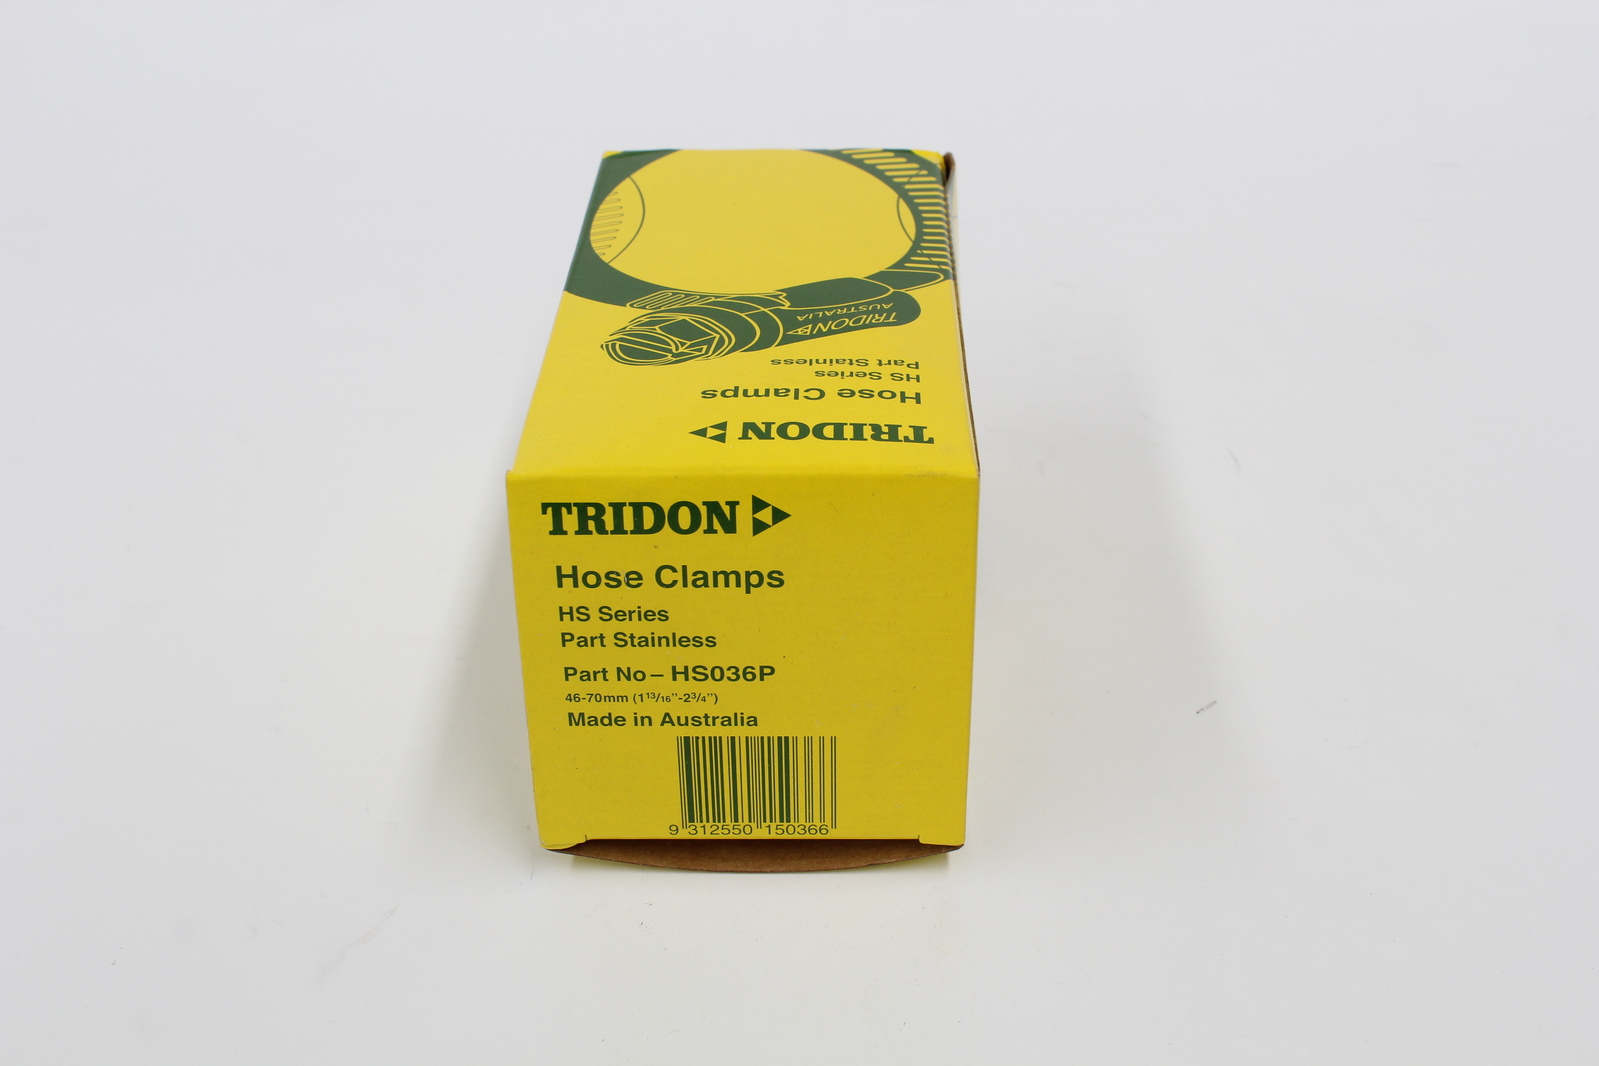 TRIDON
AUSTRALIA
Part Stainless
HS Series
Hose Clamps
TRIDON
TRIDON
Hose Clamps
HS Series
Part Stainless
Part No – HS036P
46-70mm (1 13/16"-2 3/4")
Made in Australia
9 312550 150366